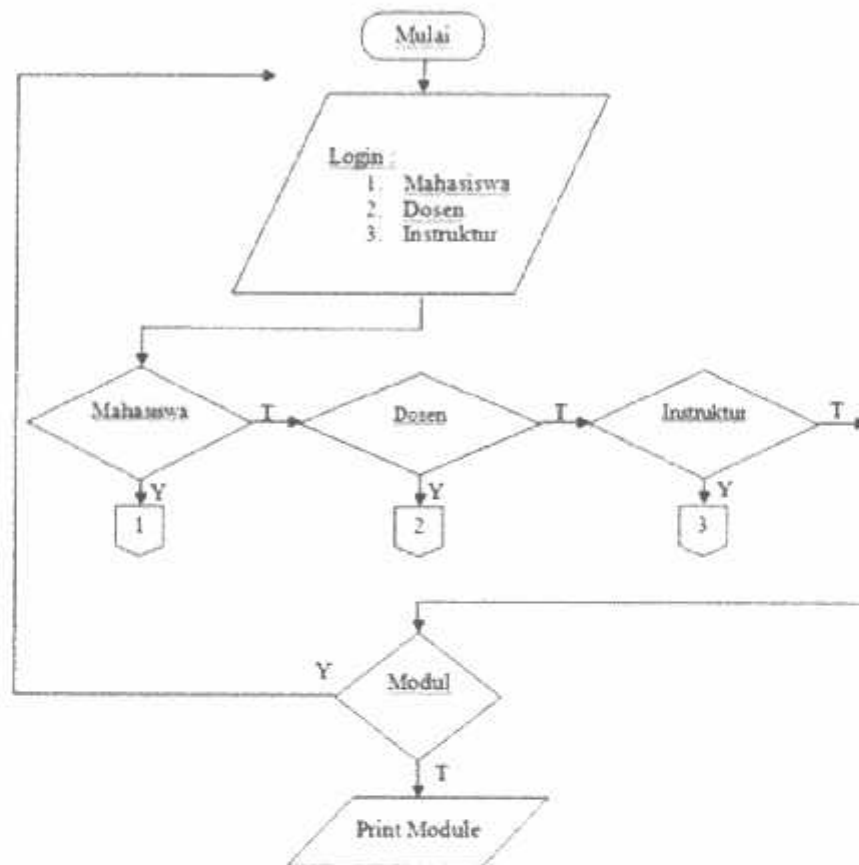 Mulai
Login :
1. Mahasiswa
2. Dosen
3. Instruktur
Mahasiswa T Dosen T Instruktur T
Y Y Y
1 2 3
Y Modul
T
Print Module